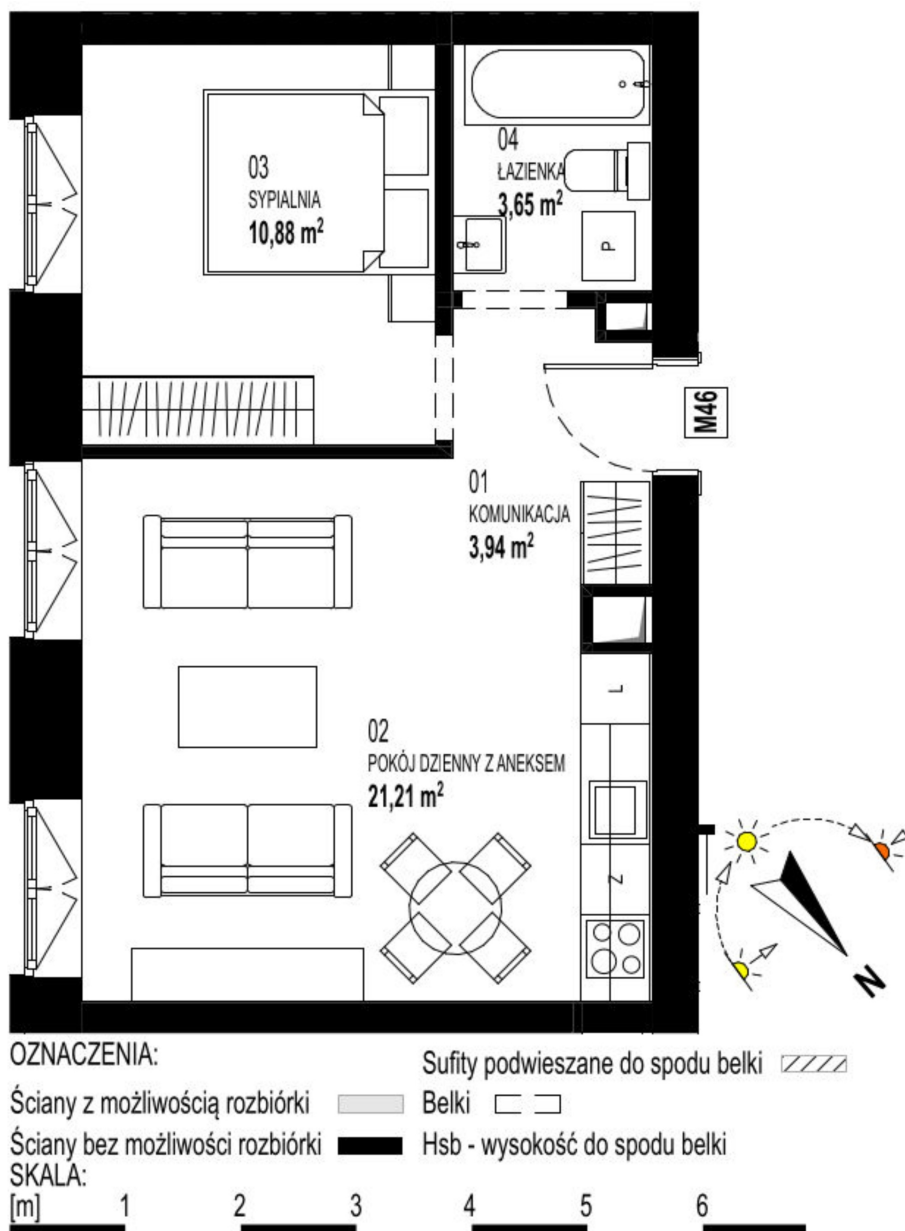 03
SYPIALNIA
10,88 m²
04
ŁAZIENKA
3,65 m²
P
M46
01
KOMUNIKACJA
3,94 m²
L
02
POKÓJ DZIENNY Z ANEKSEM
21,21 m²
Z
N
OZNACZENIA:
Sufity podwieszane do spodu belki
Ściany z możliwością rozbiórki
Belki
Ściany bez możliwości rozbiórki
Hsb - wysokość do spodu belki
SKALA:
[m] 1 2 3 4 5 6